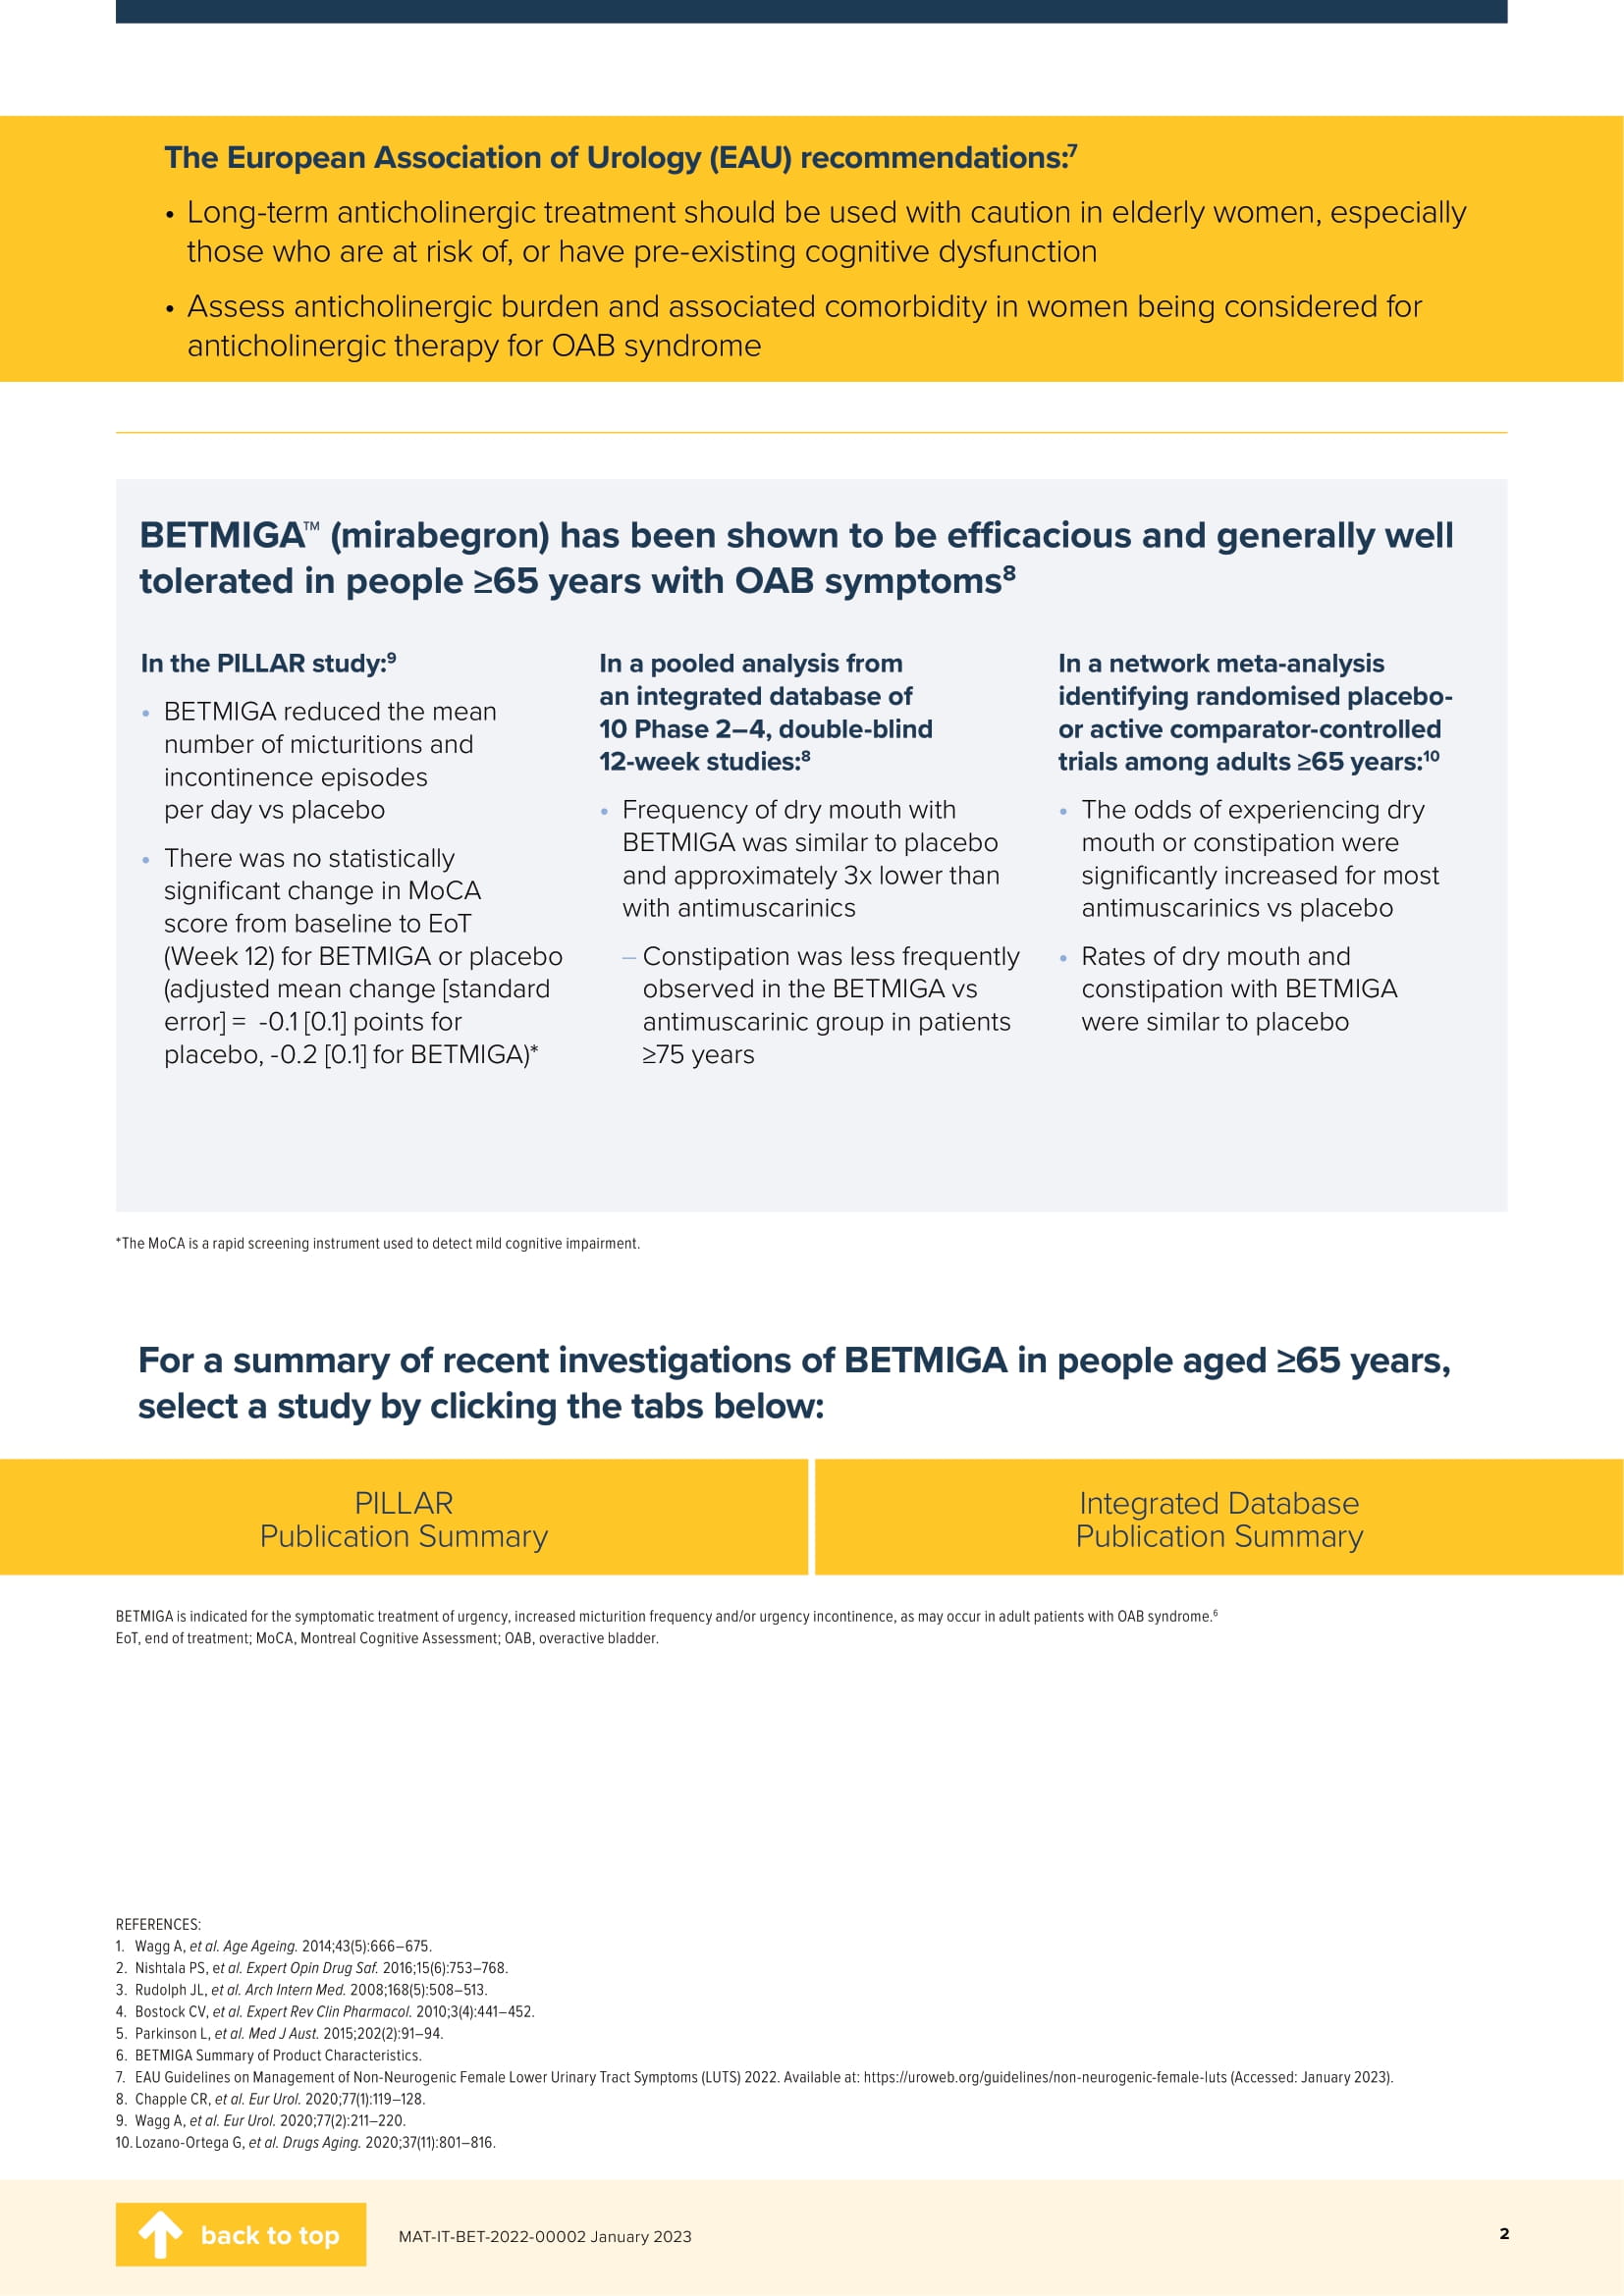 The European Association of Urology (EAU) recommendations:⁷
• Long-term anticholinergic treatment should be used with caution in elderly women, especially
those who are at risk of, or have pre-existing cognitive dysfunction
• Assess anticholinergic burden and associated comorbidity in women being considered for
anticholinergic therapy for OAB syndrome
BETMIGA™ (mirabegron) has been shown to be efficacious and generally well
tolerated in people ≥65 years with OAB symptoms⁸
In the PILLAR study:⁹
• BETMIGA reduced the mean
number of micturitions and
incontinence episodes
per day vs placebo
• There was no statistically
significant change in MoCA
score from baseline to EoT
(Week 12) for BETMIGA or placebo
(adjusted mean change [standard
error] =  -0.1 [0.1] points for
placebo, -0.2 [0.1] for BETMIGA)*
In a pooled analysis from
an integrated database of
10 Phase 2–4, double-blind
12-week studies:⁸
• Frequency of dry mouth with
BETMIGA was similar to placebo
and approximately 3x lower than
with antimuscarinics
– Constipation was less frequently
observed in the BETMIGA vs
antimuscarinic group in patients
≥75 years
In a network meta-analysis
identifying randomised placebo-
or active comparator-controlled
trials among adults ≥65 years:¹⁰
• The odds of experiencing dry
mouth or constipation were
significantly increased for most
antimuscarinics vs placebo
• Rates of dry mouth and
constipation with BETMIGA
were similar to placebo
*The MoCA is a rapid screening instrument used to detect mild cognitive impairment.
For a summary of recent investigations of BETMIGA in people aged ≥65 years,
select a study by clicking the tabs below:
PILLAR
Publication Summary
Integrated Database
Publication Summary
BETMIGA is indicated for the symptomatic treatment of urgency, increased micturition frequency and/or urgency incontinence, as may occur in adult patients with OAB syndrome.⁶
EoT, end of treatment; MoCA, Montreal Cognitive Assessment; OAB, overactive bladder.
REFERENCES:
1. Wagg A, et al. Age Ageing. 2014;43(5):666–675.
2. Nishtala PS, et al. Expert Opin Drug Saf. 2016;15(6):753–768.
3. Rudolph JL, et al. Arch Intern Med. 2008;168(5):508–513.
4. Bostock CV, et al. Expert Rev Clin Pharmacol. 2010;3(4):441–452.
5. Parkinson L, et al. Med J Aust. 2015;202(2):91–94.
6. BETMIGA Summary of Product Characteristics.
7. EAU Guidelines on Management of Non-Neurogenic Female Lower Urinary Tract Symptoms (LUTS) 2022. Available at: https://uroweb.org/guidelines/non-neurogenic-female-luts (Accessed: January 2023).
8. Chapple CR, et al. Eur Urol. 2020;77(1):119–128.
9. Wagg A, et al. Eur Urol. 2020;77(2):211–220.
10. Lozano-Ortega G, et al. Drugs Aging. 2020;37(11):801–816.
back to top
MAT-IT-BET-2022-00002 January 2023
2